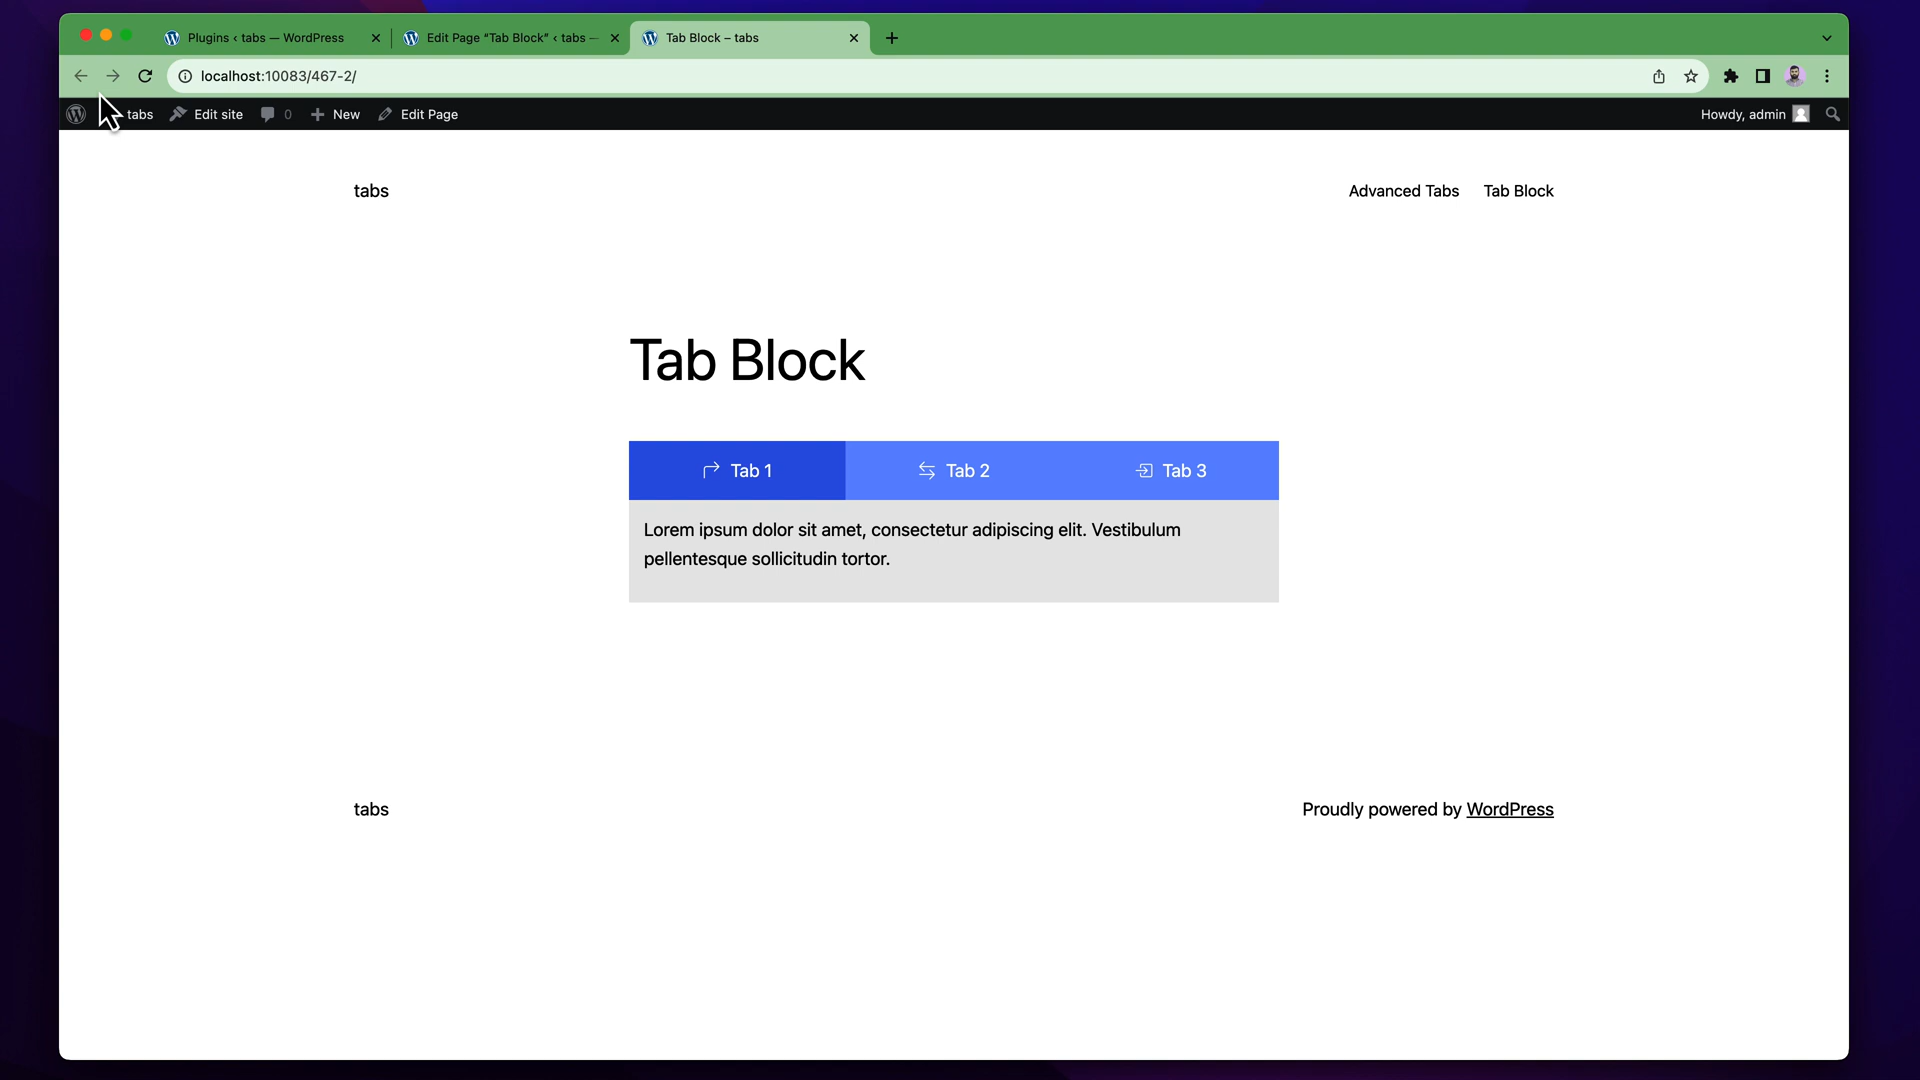 Plugins ‹ tabs — WordPress
Edit Page “Tab Block” ‹ tabs —
Tab Block – tabs
localhost:10083/467-2/
tabs
Edit site
0
New
Edit Page
Howdy, admin
tabs
Advanced Tabs
Tab Block
Tab Block
Tab 1
Tab 2
Tab 3
Lorem ipsum dolor sit amet, consectetur adipiscing elit. Vestibulum
pellentesque sollicitudin tortor.
tabs
Proudly powered by WordPress